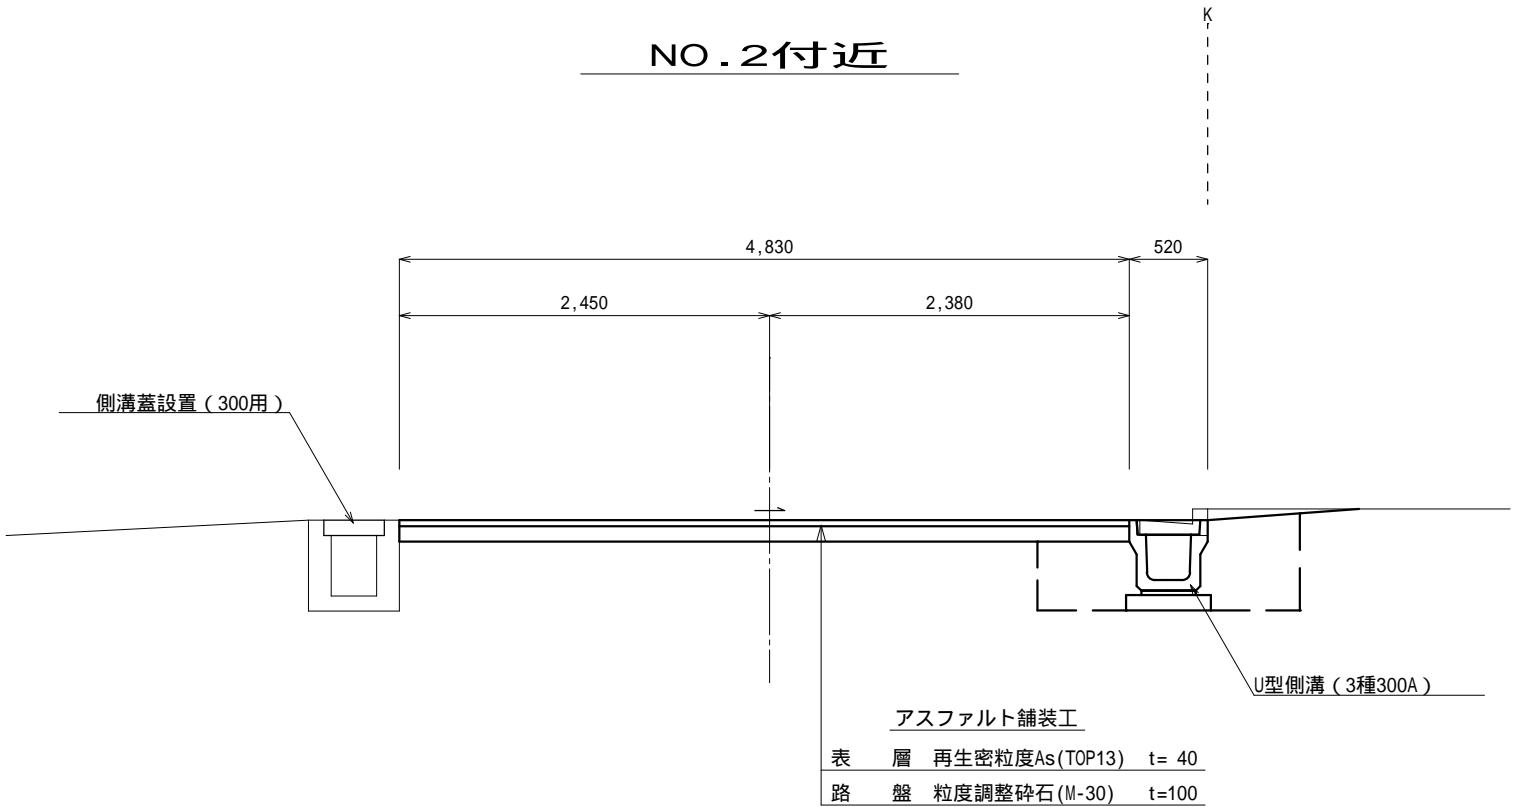 K
NO.2付近
4,830
520
2,450
2,380
側溝蓋設置(300用)
U型側溝(3種300A)
アスファルト舗装工
表 層 再生密粒度As(TOP13) t= 40
路 盤 粒度調整砕石(M-30) t=100